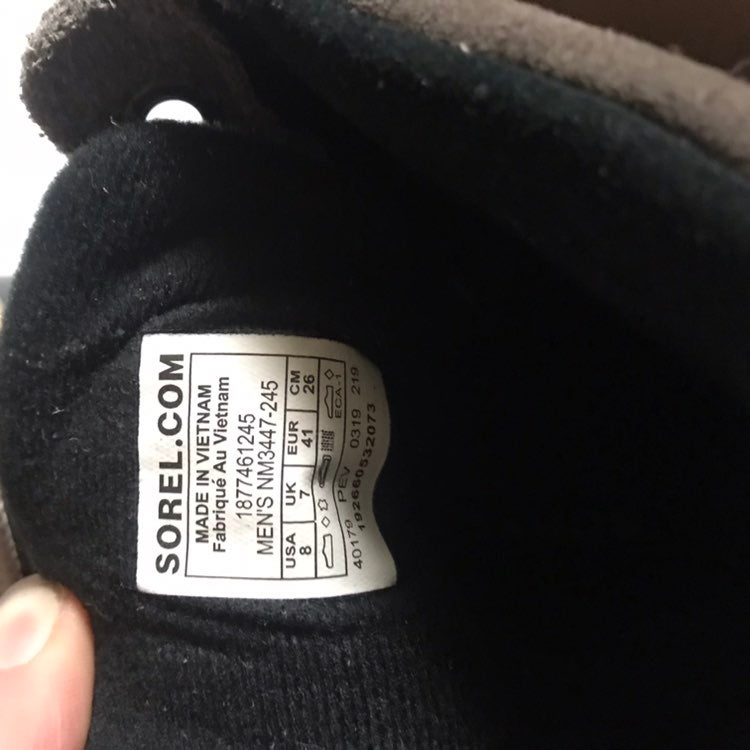 SOREL.COM
MADE IN VIETNAM
Fabriqué Au Vietnam
1877461245
MEN'S NM3447-245
USA UK EUR CM
8 7 41 26
ECA-1
40179 PEV 0319 219
192660532073